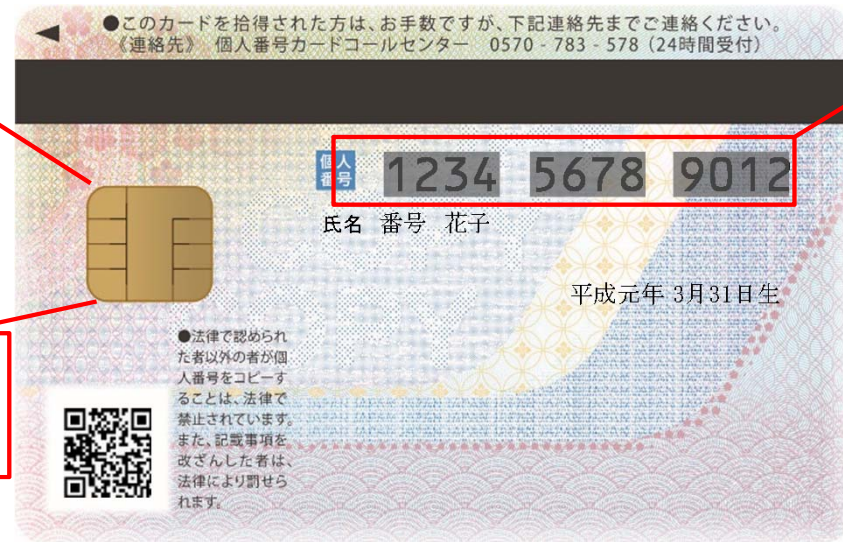 ●このカードを拾得された方は、お手数ですが、下記連絡先までご連絡ください。
《連絡先》 個人番号カードコールセンター 0570 - 783 - 578（24時間受付）
個人番号 1234 5678 9012
氏名 番号 花子
平成元年 3月31日生
●法律で認められ
た者以外の者が個
人番号をコピーす
ることは、法律で
禁止されています。
また、記載事項を
改ざんした者は、
法律により罰せら
れます。